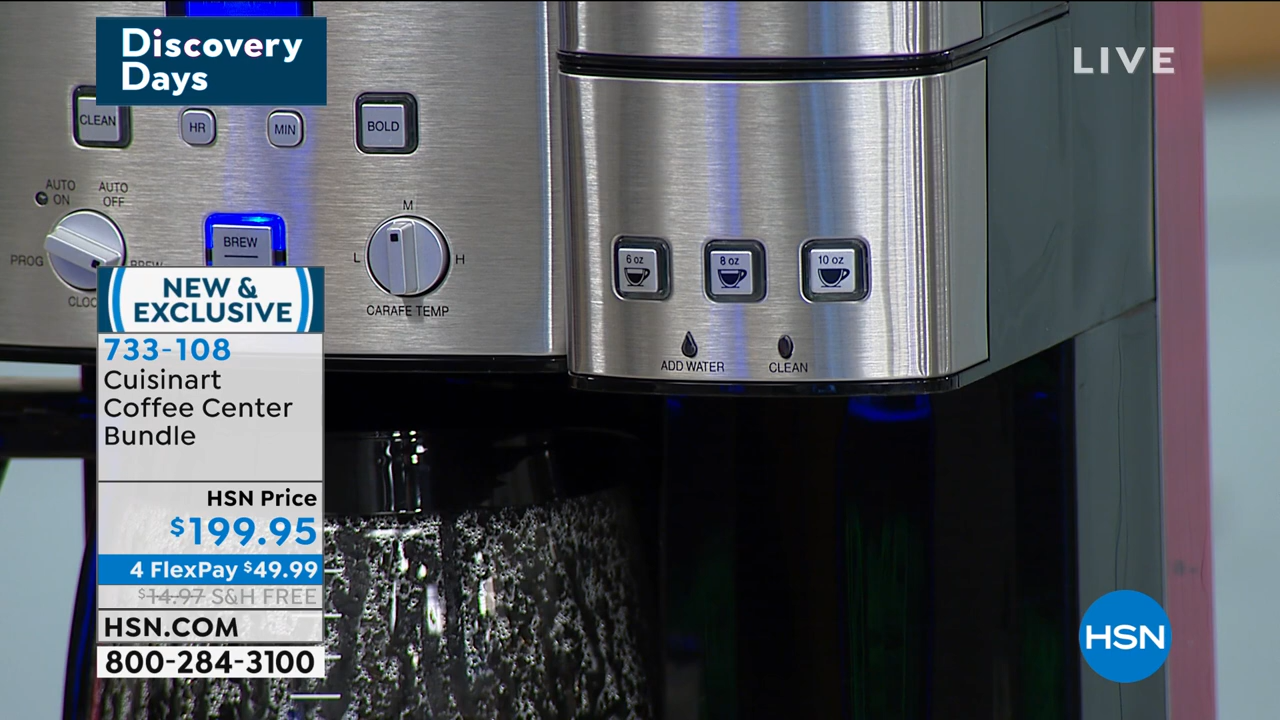 Discovery
Days
LIVE
CLEAN
HR
MIN
BOLD
AUTO
ON
AUTO
OFF
PROG
BREW
CLOC
BREW
M
L
H
CARAFE TEMP
6 oz
8 oz
10 oz
ADD WATER
CLEAN
NEW &
EXCLUSIVE
733-108
Cuisinart
Coffee Center
Bundle
HSN Price
$199.95
4 FlexPay $49.99
$14.97 S&H FREE
HSN.COM
800-284-3100
HSN